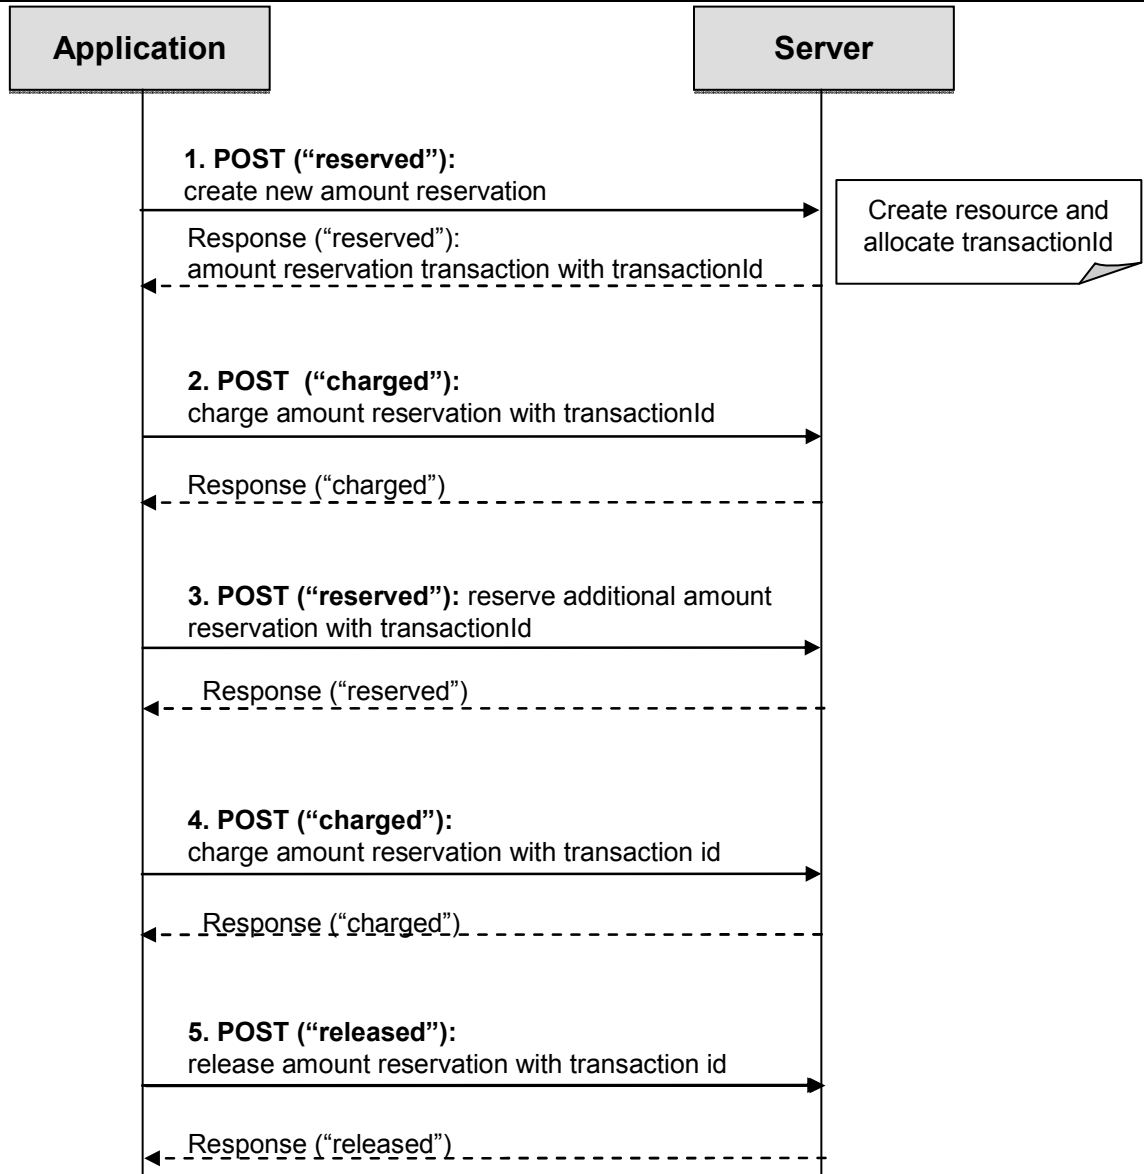 Application
Server
1. POST (“reserved”):
create new amount reservation
Create resource and
allocate transactionId
Response (“reserved”):
amount reservation transaction with transactionId
2. POST  (“charged”):
charge amount reservation with transactionId
Response (“charged”)
3. POST (“reserved”): reserve additional amount
reservation with transactionId
Response (“reserved”)
4. POST (“charged”):
charge amount reservation with transaction id
Response (“charged”)
5. POST (“released”):
release amount reservation with transaction id
Response (“released”)